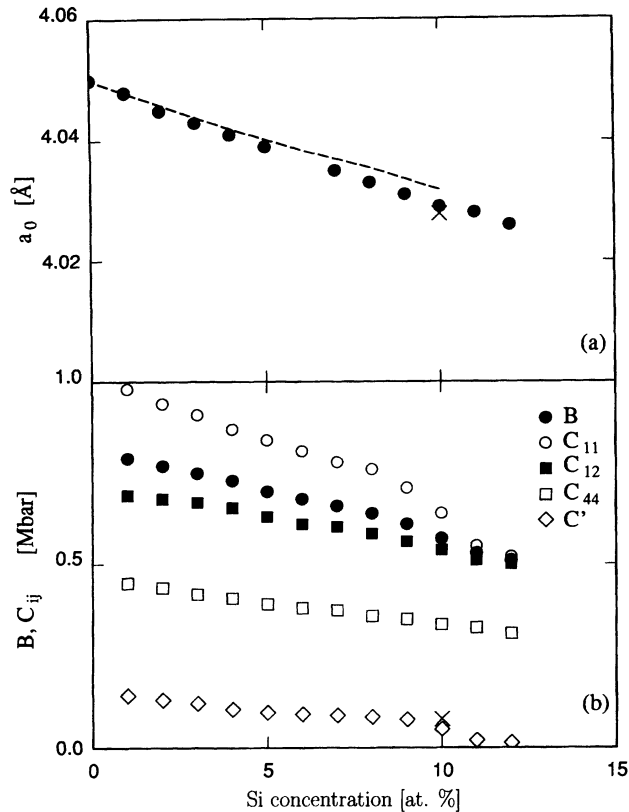 4.06
4.04
4.02
a₀ [Å]
(a)
1.0
0.5
0.0
B, Cᵢⱼ [Mbar]
B
C₁₁
C₁₂
C₄₄
C'
(b)
0 5 10 15
Si concentration [at. %]